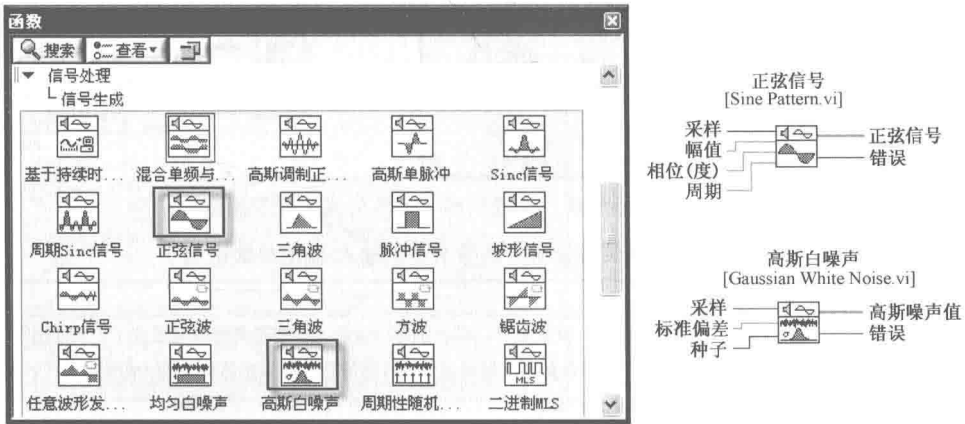 函数
搜索 查看
信号处理
信号生成
基于持续时... 混合单频与... 高斯调制正... 高斯单脉冲 Sinc信号
周期Sinc信号 正弦信号 三角波 脉冲信号 坡形信号
Chirp信号 正弦波 三角波 方波 锯齿波
MLS
任意波形发... 均匀白噪声 高斯白噪声 周期性随机... 二进制MLS
正弦信号
[Sine Pattern.vi]
采样 正弦信号
幅值 错误
相位(度)
周期
高斯白噪声
[Gaussian White Noise.vi]
采样 高斯噪声值
标准偏差 错误
种子